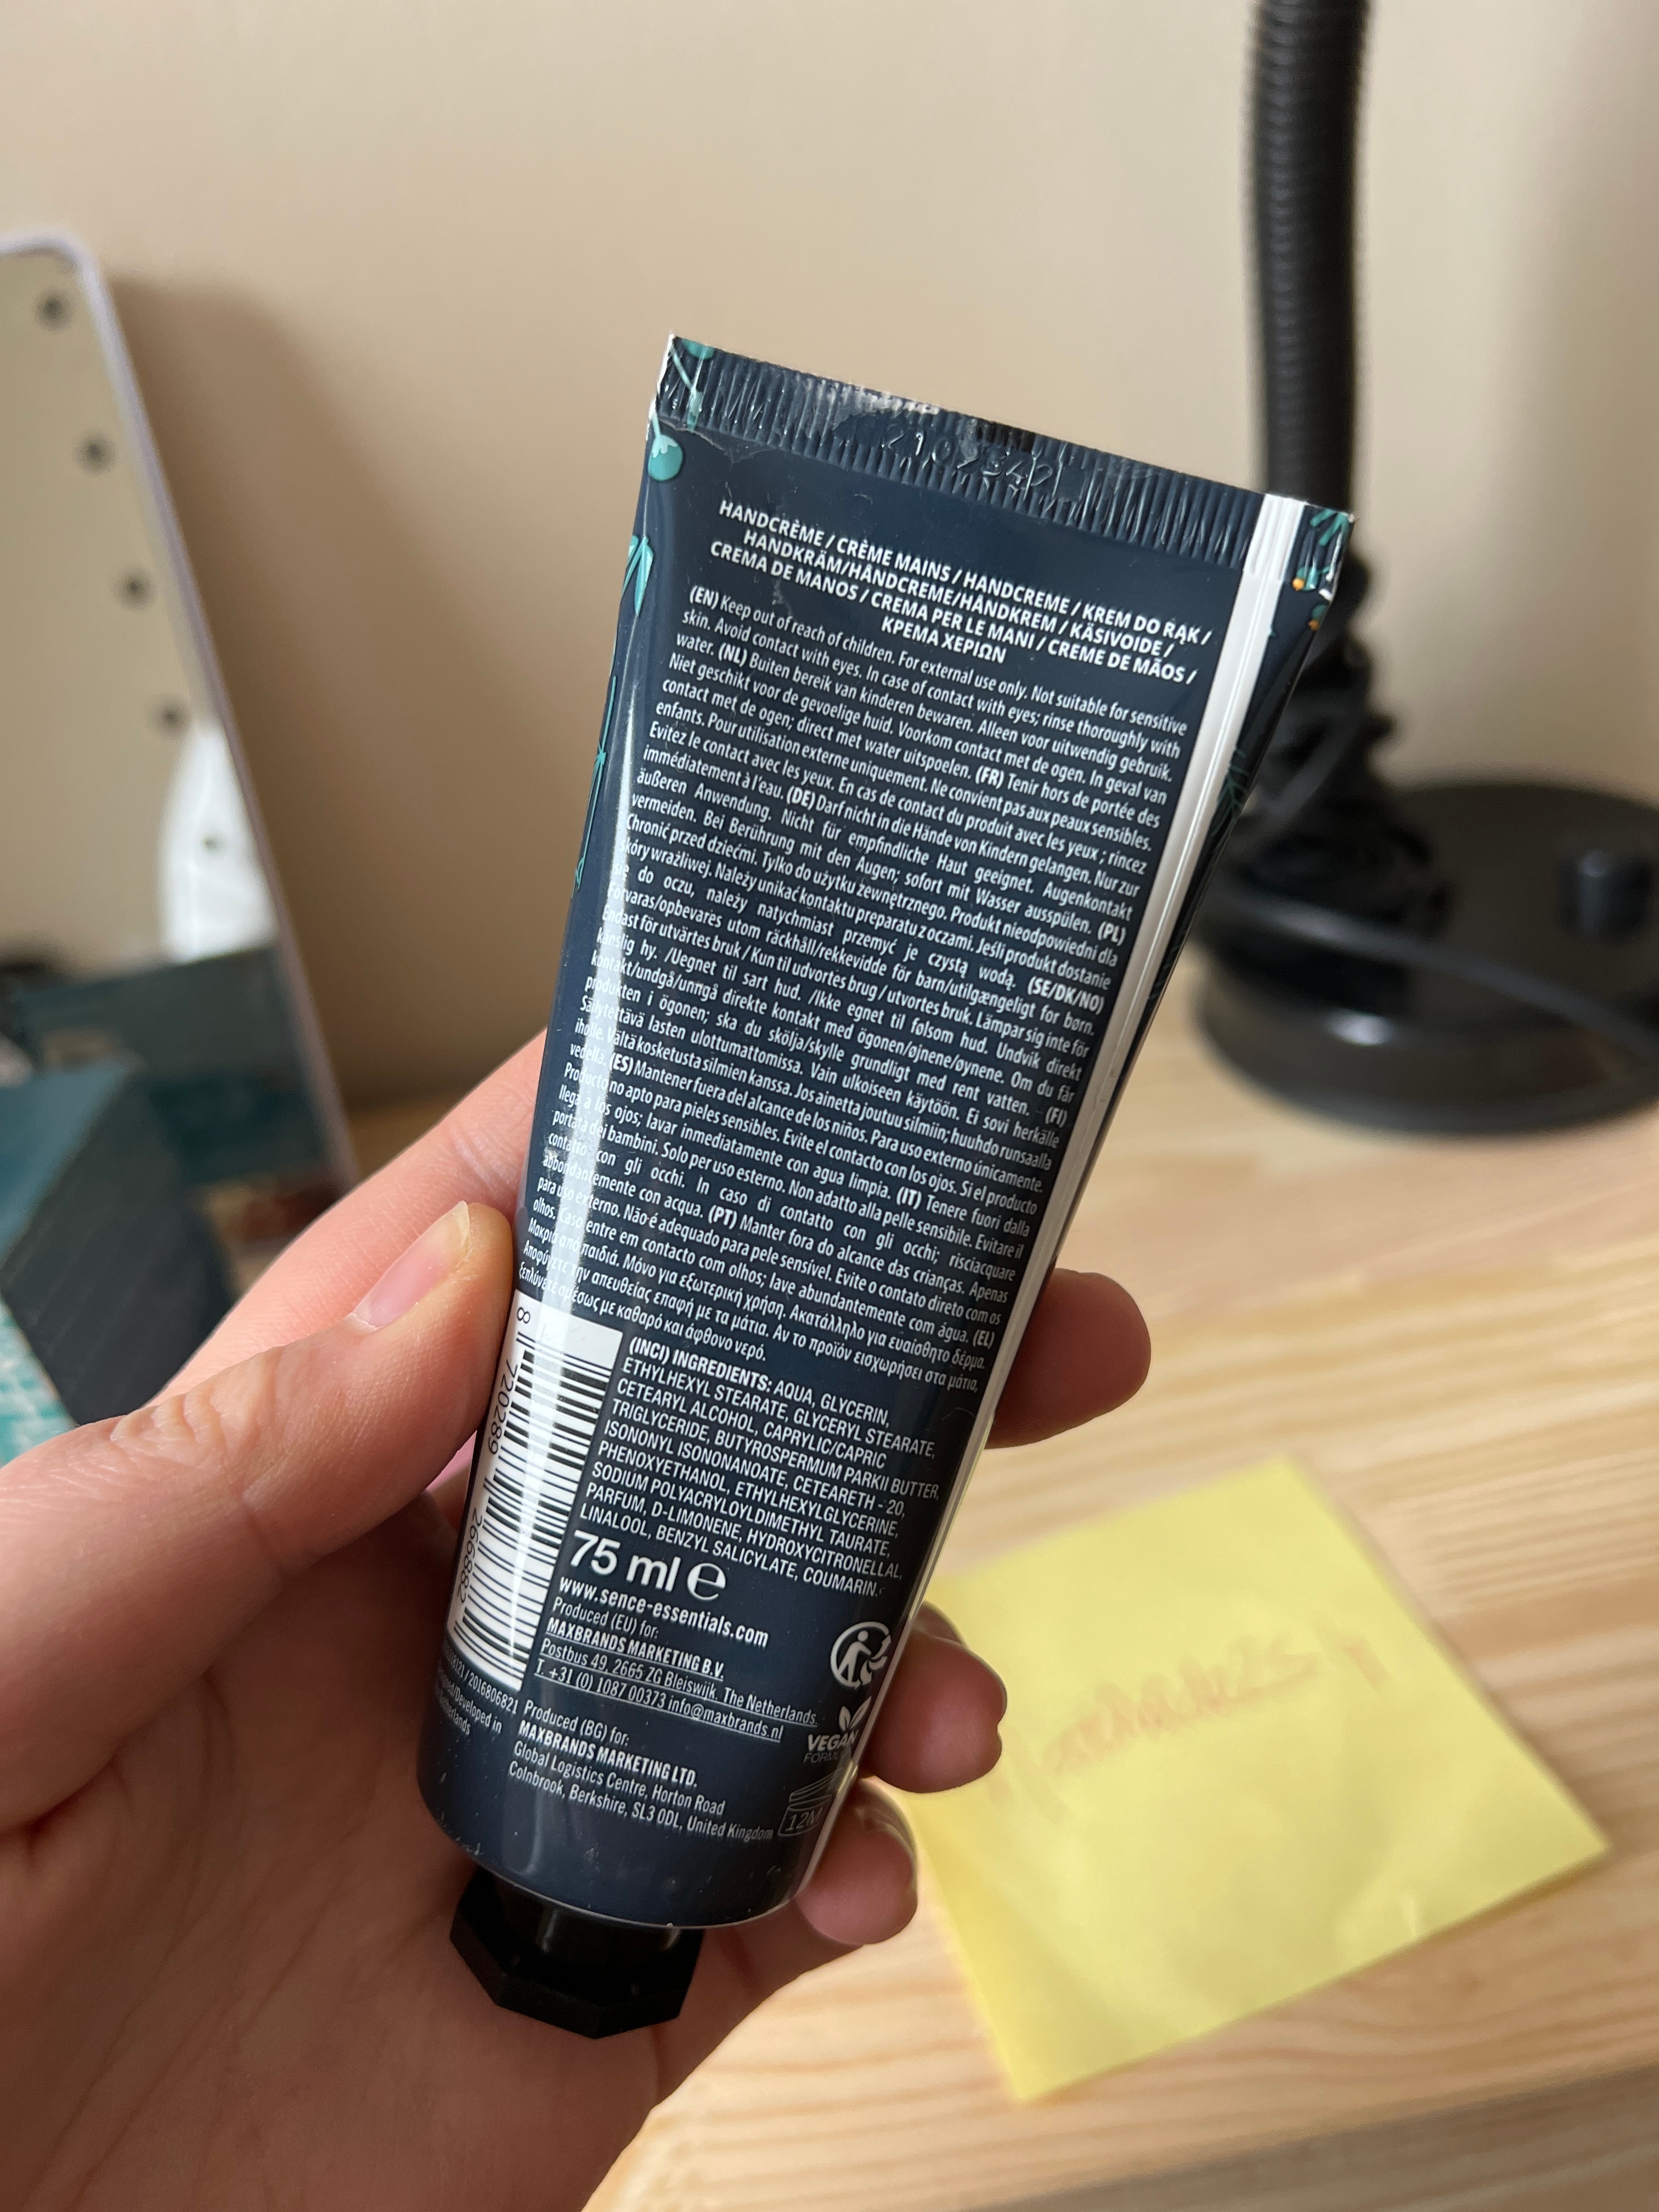 HANDCRÈME / CRÈME MAINS / HANDCREME / KREM DO RĄK /
HANDKRÄM/HÅNDCREME/HÅNDKREM / KÄSIVOIDE /
CREMA DE MANOS / CREMA PER LE MANI / CREME DE MÃOS /
ΚΡΕΜΑ ΧΕΡΙΩΝ
(EN) Keep out of reach of children. For external use only. Not suitable for sensitive
skin. Avoid contact with eyes. In case of contact with eyes; rinse thoroughly with
water. (NL) Buiten bereik van kinderen bewaren. Alleen voor uitwendig gebruik.
Niet geschikt voor de gevoelige huid. Voorkom contact met de ogen. In geval van
contact met de ogen; direct met water uitspoelen. (FR) Tenir hors de portée des
enfants. Pour utilisation externe uniquement. Ne convient pas aux peaux sensibles.
Evitez le contact avec les yeux. En cas de contact du produit avec les yeux ; rincez
immédiatement à l'eau. (DE) Darf nicht in die Hände von Kindern gelangen. Nur zur
äußeren Anwendung. Nicht für empfindliche Haut geeignet. Augenkontakt
vermeiden. Bei Berührung mit den Augen; sofort mit Wasser ausspülen. (PL)
Chronić przed dziećmi. Tylko do użytku zewnętrznego. Produkt nieodpowiedni dla
skóry wrażliwej. Należy unikać kontaktu preparatu z oczami. Jeśli produkt dostanie
się do oczu, należy natychmiast przemyć je czystą wodą. (SE/DK/NO)
Förvaras/opbevares utom räckhåll/rekkevidde för barn/utilgængeligt for børn.
Endast för utvärtes bruk / Kun til udvortes brug / utvortes bruk. Lämpar sig inte för
känslig hy. /Uegnet til sart hud. /Ikke egnet til følsom hud. Undvik direkt
kontakt/undgå/unngå direkte kontakt med ögonen/øjnene/øynene. Om du får
produkten i ögonen; ska du skölja/skylle grundligt med rent vatten. (FI)
Säilytettävä lasten ulottumattomissa. Vain ulkoiseen käytöön. Ei sovi herkälle
iholle. Vältä kosketusta silmien kanssa. Jos ainetta joutuu silmiin; huuhdo runsaalla
vedellä. (ES) Mantener fuera del alcance de los niños. Para uso externo únicamente.
Producto no apto para pieles sensibles. Evite el contacto con los ojos. Si el producto
llega a los ojos; lavar inmediatamente con agua limpia. (IT) Tenere fuori dalla
portata dei bambini. Solo per uso esterno. Non adatto alla pelle sensibile. Evitare il
contatto con gli occhi. In caso di contatto con gli occhi; risciacquare
abbondantemente con acqua. (PT) Manter fora do alcance das crianças. Apenas
para uso externo. Não é adequado para pele sensível. Evite o contato direto com os
olhos. Caso entre em contacto com olhos; lave abundantemente com água. (EL)
Μακριά από παιδιά. Μόνο για εξωτερική χρήση. Ακατάλληλο για ευαίσθητο δέρμα.
Αποφύγετε την απευθείας επαφή με τα μάτια. Αν το προϊόν εισχωρήσει στα μάτια,
ξεπλύνετε αμέσως με καθαρό και άφθονο νερό.
(INCI) INGREDIENTS: AQUA, GLYCERIN,
ETHYLHEXYL STEARATE, GLYCERYL STEARATE,
CETEARYL ALCOHOL, CAPRYLIC/CAPRIC
TRIGLYCERIDE, BUTYROSPERMUM PARKII BUTTER,
ISONONYL ISONONANOATE, CETEARETH - 20,
PHENOXYETHANOL, ETHYLHEXYLGLYCERINE,
SODIUM POLYACRYLOYLDIMETHYL TAURATE,
PARFUM, D-LIMONENE, HYDROXYCITRONELLAL,
LINALOOL, BENZYL SALICYLATE, COUMARIN.
8 720289 266882
75 ml e
www.sence-essentials.com
Produced (EU) for:
MAXBRANDS MARKETING B.V.
Postbus 49, 2665 ZG Bleiswijk. The Netherlands
T. +31 (0) 1087 00373 info@maxbrands.nl
Produced (BG) for:
MAXBRANDS MARKETING LTD.
Global Logistics Centre, Horton Road
Colnbrook, Berkshire, SL3 0DL, United Kingdom
/ 2016806821
VEGAN
12M